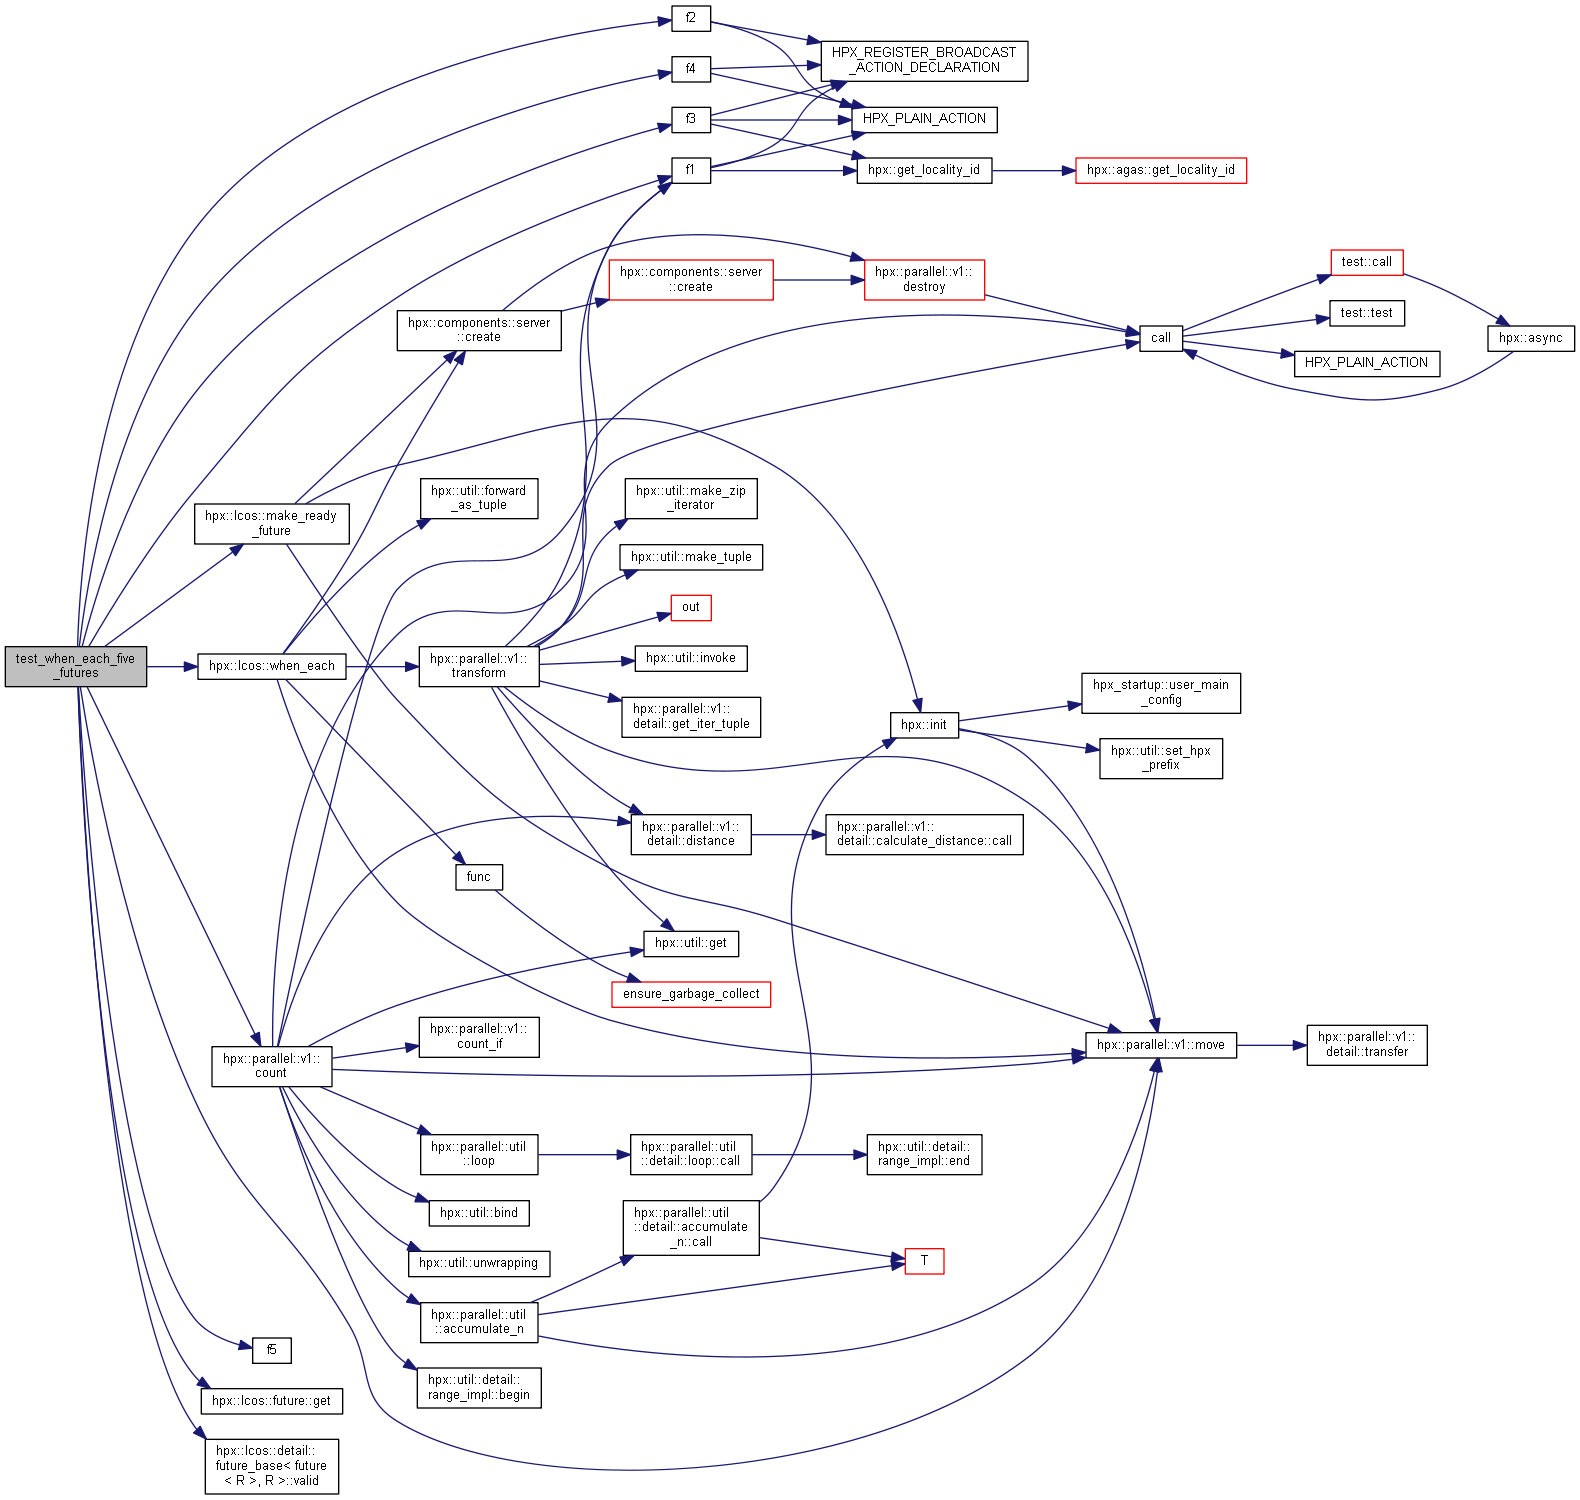 f2
HPX_REGISTER_BROADCAST
_ACTION_DECLARATION
f4
f3
HPX_PLAIN_ACTION
f1
hpx::get_locality_id
hpx::agas::get_locality_id
hpx::components::server
::create
hpx::parallel::v1::
destroy
test::call
hpx::components::server
::create
test::test
call
hpx::async
HPX_PLAIN_ACTION
hpx::util::forward
_as_tuple
hpx::util::make_zip
_iterator
hpx::lcos::make_ready
_future
hpx::util::make_tuple
out
test_when_each_five
_futures
hpx::lcos::when_each
hpx::parallel::v1::
transform
hpx::util::invoke
hpx::parallel::v1::
detail::get_iter_tuple
hpx_startup::user_main
_config
hpx::init
hpx::util::set_hpx
_prefix
hpx::parallel::v1::
detail::distance
hpx::parallel::v1::
detail::calculate_distance::call
func
hpx::util::get
ensure_garbage_collect
hpx::parallel::v1::
count_if
hpx::parallel::v1::move
hpx::parallel::v1::
detail::transfer
hpx::parallel::v1::
count
hpx::parallel::util
::loop
hpx::parallel::util
::detail::loop::call
hpx::util::detail::
range_impl::end
hpx::util::bind
hpx::parallel::util
::detail::accumulate
_n::call
hpx::util::unwrapping
T
hpx::parallel::util
::accumulate_n
f5
hpx::util::detail::
range_impl::begin
hpx::lcos::future::get
hpx::lcos::detail::
future_base< future
< R >, R >::valid